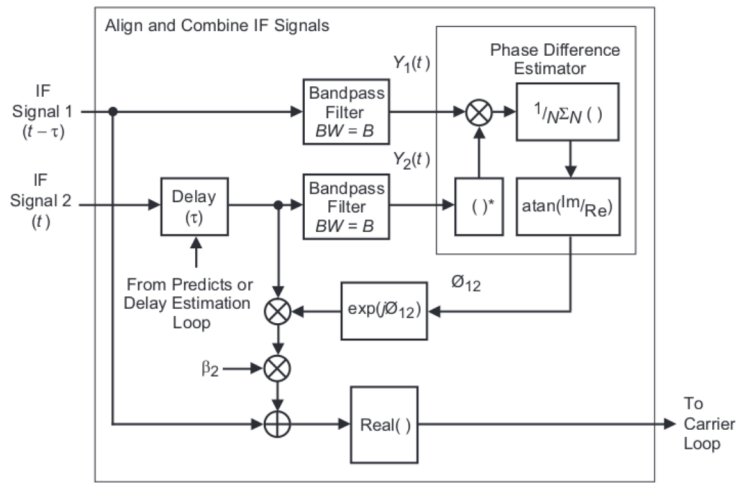 Align and Combine IF Signals
Phase Difference
Estimator
IF
Signal 1
(t – τ)
Bandpass
Filter
BW = B
Y1(t)
1/NΣN ( )
IF
Signal 2
(t)
Delay
(τ)
Bandpass
Filter
BW = B
Y2(t)
( )*
atan(Im/Re)
From Predicts or
Delay Estimation
Loop
exp(jØ12)
Ø12
β2
Real( )
To
Carrier
Loop